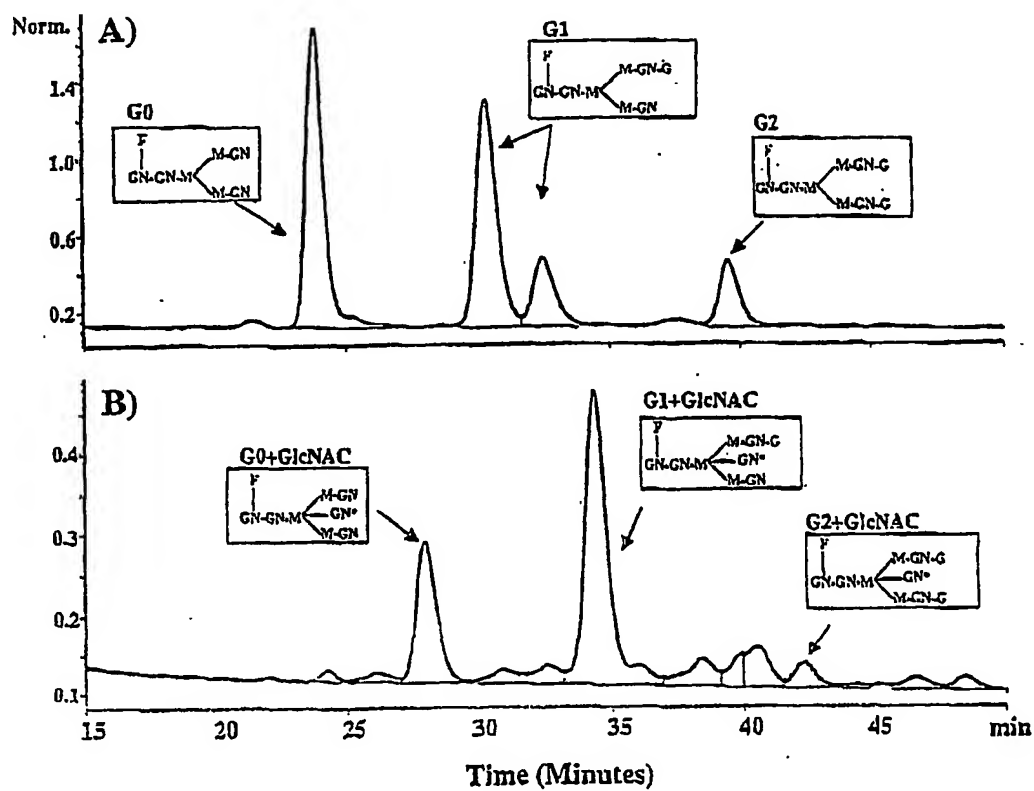 Norm. A)
1.4
1.0
0.6
0.2
G0
F
GN-GN-M
M-GN
M-GN
G1
F
GN-GN-M
M-GN-G
M-GN
G2
F
GN-GN-M
M-GN-G
M-GN-G
B)
0.4
0.3
0.2
0.1
G0+GlcNAC
F
GN-GN-M
M-GN
GN*
M-GN
G1+GlcNAC
F
GN-GN-M
M-GN-G
GN*
M-GN
G2+GlcNAC
F
GN-GN-M
M-GN-G
GN*
M-GN-G
15 20 25 30 35 40 45 min
Time (Minutes)